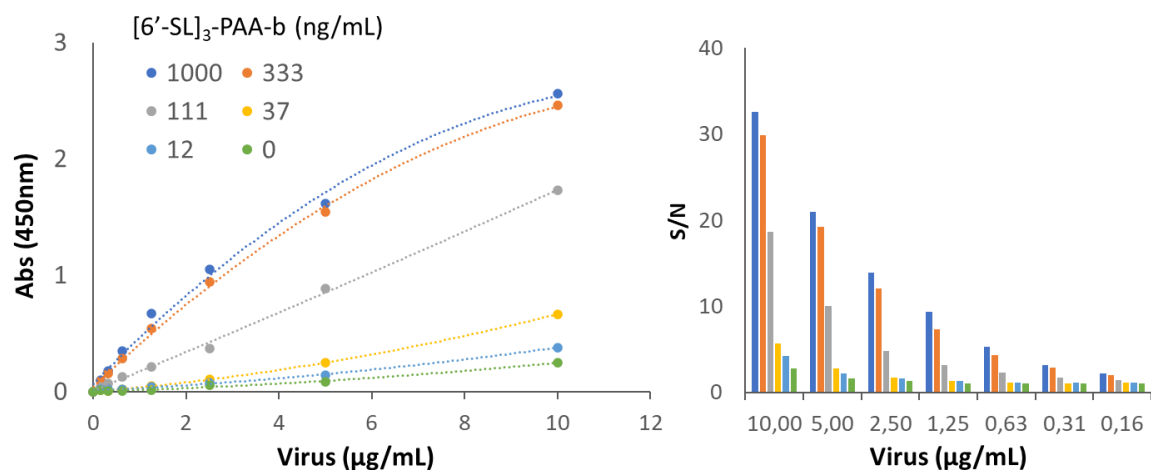 [6’-SL]₃-PAA-b (ng/mL)
1000 333
111 37
12 0
3
2
1
0
Abs (450nm)
0 2 4 6 8 10 12
Virus (µg/mL)
40
30
20
10
0
S/N
10,00 5,00 2,50 1,25 0,63 0,31 0,16
Virus (µg/mL)